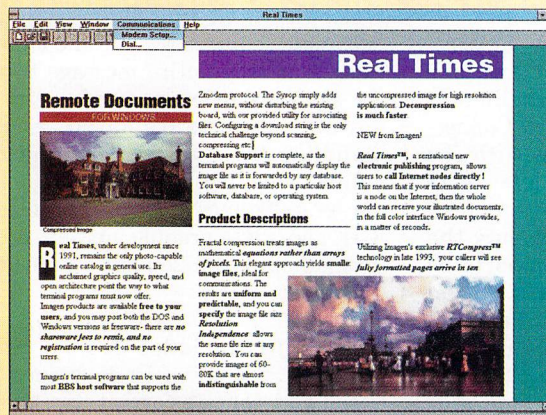 Real Times
File Edit View Window Communications Help
Modem Setup...
Dial...
Real Times
Remote Documents
FOR WINDOWS
Compressed Image
Real Times, under development since
1991, remains the only photo-capable
online catalog in general use. Its
acclaimed graphics quality, speed, and
open architecture point the way to what
terminal programs must now offer.
Imagen products are available free to your
users, and you may post both the DOS and
Windows versions as freeware- there are no
shareware fees to remit, and no
registration is required on the part of your
users.
Imagen's terminal programs can be used with
most BBS host software that supports the
Zmodem protocol. The Sysop simply adds
new menus, without disturbing the existing
board, with our provided utility for associating
files. Configuring a download string is the only
technical challenge beyond scanning,
compressing etc.
Database Support is complete, as the
terminal programs will automatically display the
image file as it is forwarded by any database.
You will never be limited to a particular host
software, database, or operating system.
Product Descriptions
Fractal compression treats images as
mathematical equations rather than arrays
of pixels. This elegant approach yields smaller
image files, ideal for
communications. The
results are uniform and
predictable, and you can
specify the image file size
Resolution
Independence allows
the same file size at any
resolution. You can
provide images of 60-
80K that are almost
indistinguishable from
the uncompressed image for high resolution
applications. Decompression
is much faster
NEW from Imagen!
Real Times™, a sensational new
electronic publishing program, allows
users to call Internet nodes directly !
This means that if your information server
is a node on the Internet, then the whole
world can receive your illustrated documents,
in the full color interface Windows provides,
in a matter of seconds.
Utilizing Imagen's exclusive RTCompress™
technology in late 1993, your callers will see
fully formatted pages arrive in ten